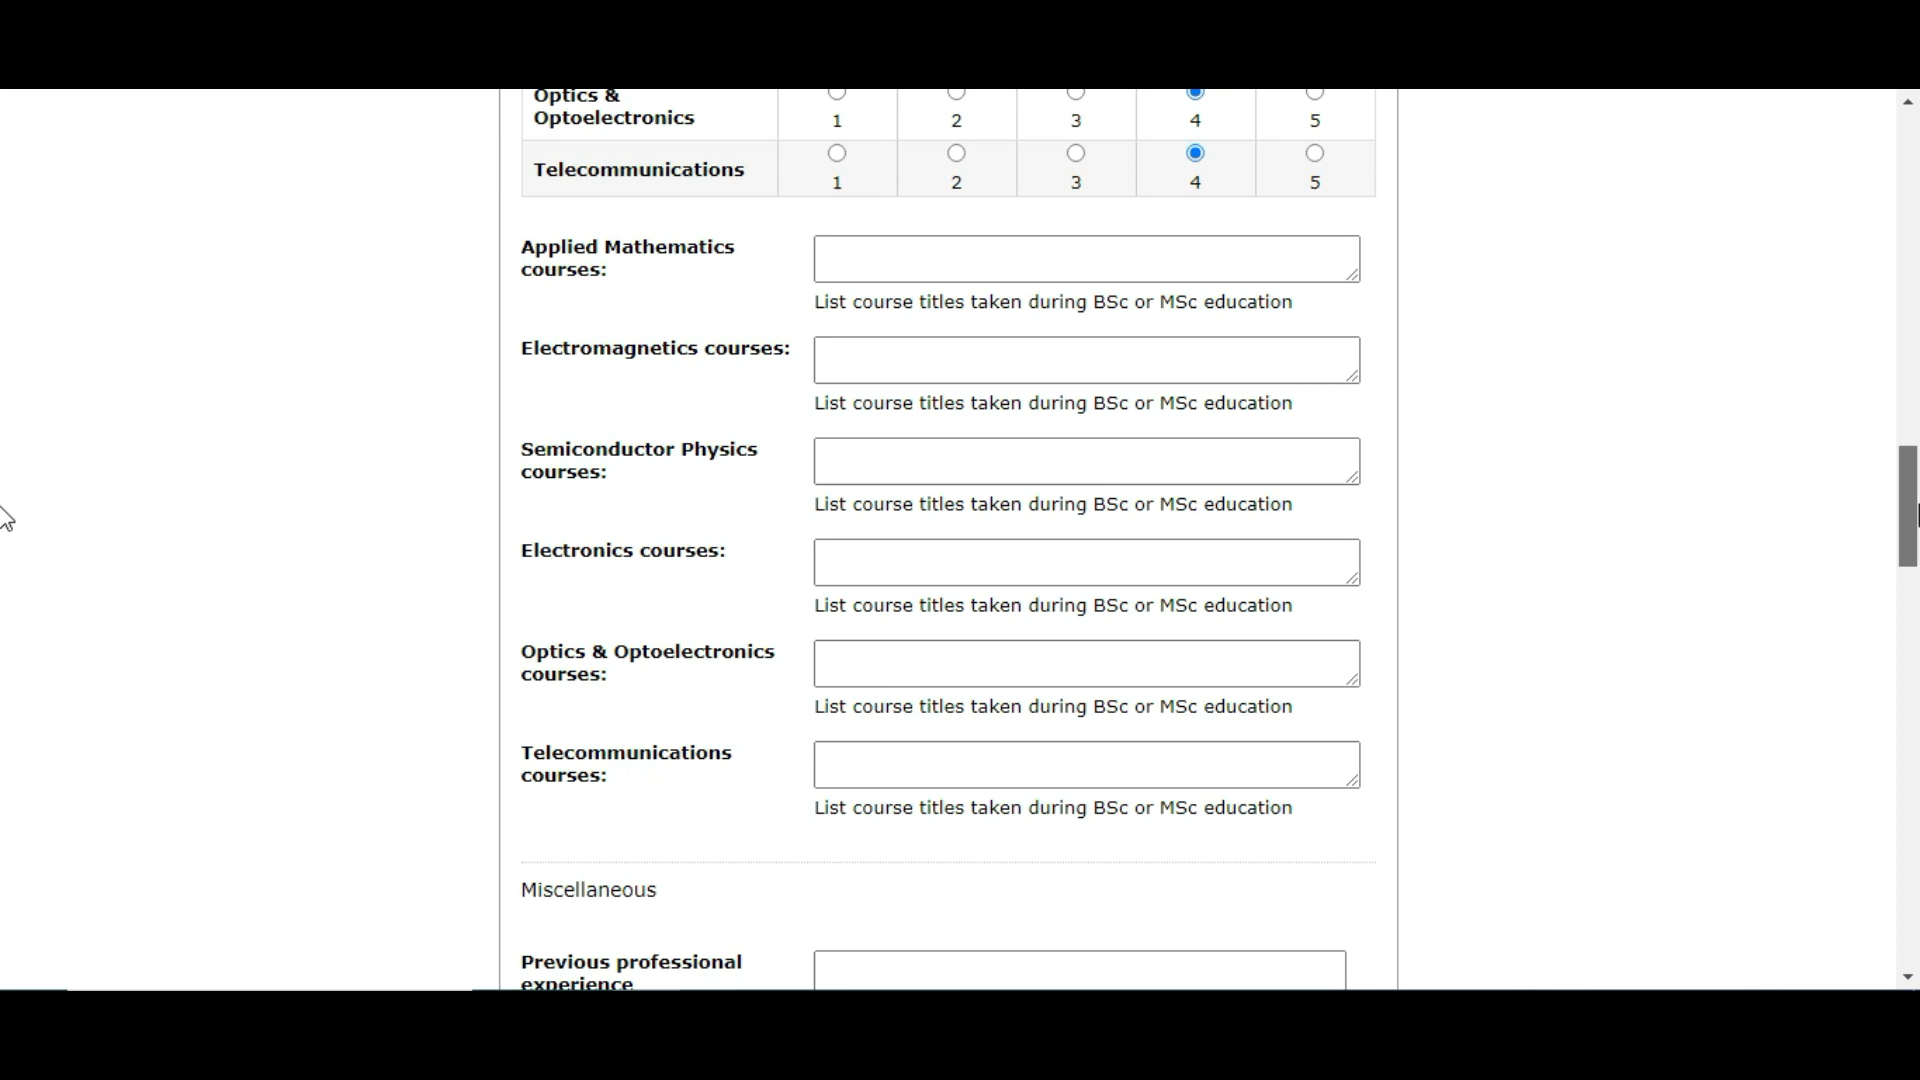 Optics &
Optoelectronics
1 2 3 4 5
Telecommunications
1 2 3 4 5
Applied Mathematics
courses:
List course titles taken during BSc or MSc education
Electromagnetics courses:
List course titles taken during BSc or MSc education
Semiconductor Physics
courses:
List course titles taken during BSc or MSc education
Electronics courses:
List course titles taken during BSc or MSc education
Optics & Optoelectronics
courses:
List course titles taken during BSc or MSc education
Telecommunications
courses:
List course titles taken during BSc or MSc education
Miscellaneous
Previous professional
experience